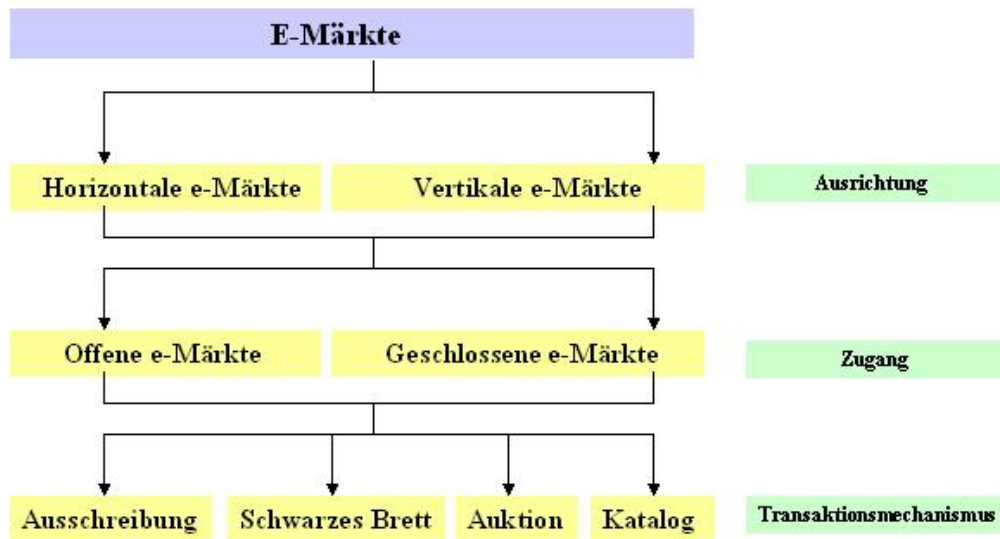 E-Märkte
Horizontale e-Märkte
Vertikale e-Märkte
Ausrichtung
Offene e-Märkte
Geschlossene e-Märkte
Zugang
Ausschreibung
Schwarzes Brett
Auktion
Katalog
Transaktionsmechanismus